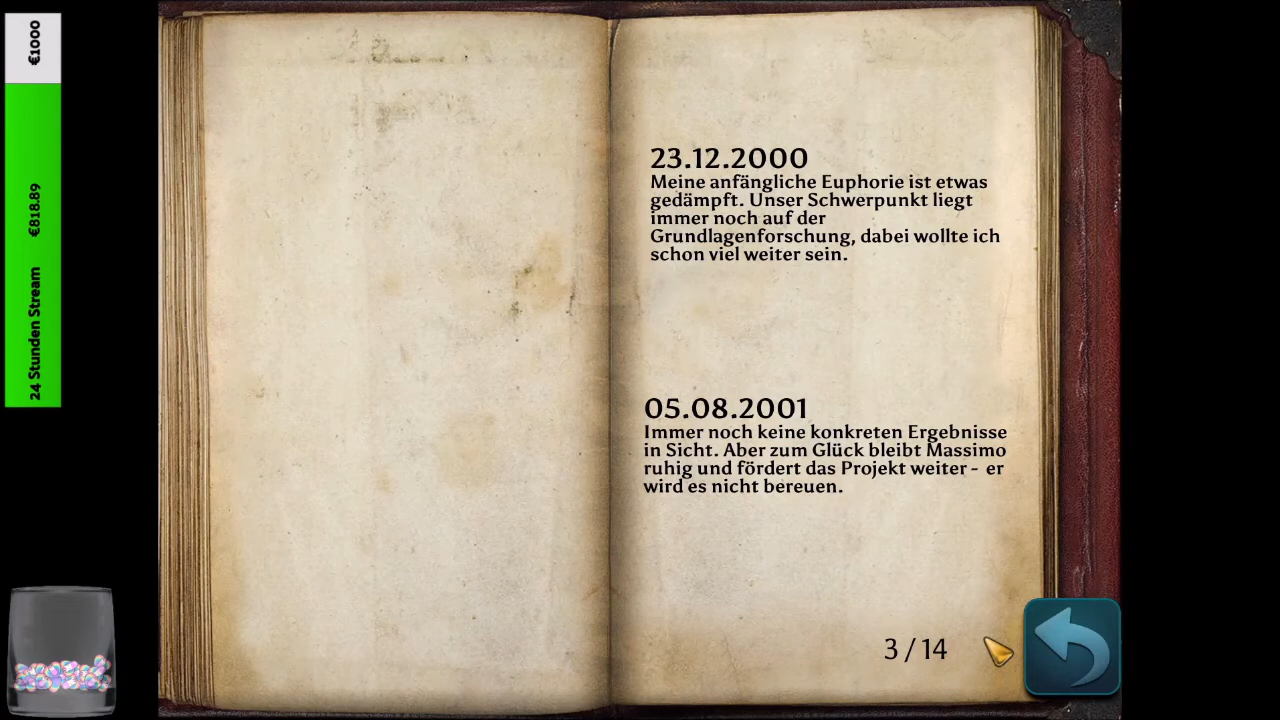 €1000
€818.89
24 Stunden Stream
23.12.2000
Meine anfängliche Euphorie ist etwas
gedämpft. Unser Schwerpunkt liegt
immer noch auf der
Grundlagenforschung, dabei wollte ich
schon viel weiter sein.
05.08.2001
Immer noch keine konkreten Ergebnisse
in Sicht. Aber zum Glück bleibt Massimo
ruhig und fördert das Projekt weiter - er
wird es nicht bereuen.
3 / 14